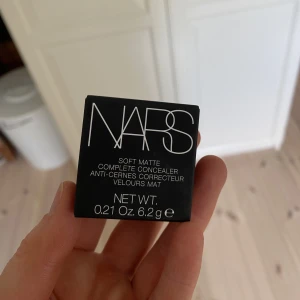 NARS
SOFT MATTE
COMPLETE CONCEALER
ANTI-CERNES CORRECTEUR
VELOURS MAT
NET WT.
0.21 Oz. 6.2 g ℮